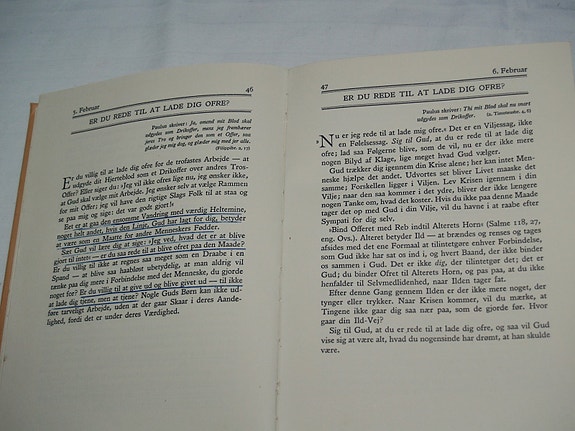 5. Februar
46
ER DU REDE TIL AT LADE DIG OFRE?
Paulus skriver: Ja, omend mit Blod skal
udgydes som Drikoffer, mens jeg frembærer
jeres Tro og bringer den som et Offer, saa
glæder jeg mig, og glæder mig med jer alle.
(Filippibr. 2, 17)
Er du villig til at lade dig ofre for de trofastes Arbejde — at
udgyde dit Hjerteblod som et Drikoffer over andres Tros-
Offer? Eller siger du: »Jeg vil ikke ofres lige nu, jeg ønsker ikke,
at Gud skal vælge mit Arbejde. Jeg ønsker selv at vælge Rammen
for mit Offer; jeg vil have den rigtige Slags Folk til at staa og
se paa mig og sige: det var godt gjort!«
Eet er at gaa den ensomme Vandring med værdig Heltemine,
noget helt andet, hvis den Linje, God har lagt for dig, betyder
at være som en Maatte for andre Menneskers Fødder.
Sæt Gud vil lære dig at sige: »Jeg ved, hvad det er at blive
gjort til intet« — er du saa rede til at blive ofret paa den Maade?
Er du villig til ikke at regnes saa meget som en Draabe i en
Spand — at blive saa haabløst ubetydelig, at man aldrig vil
tænke paa dig mere i Forbindelse med det Menneske, du gjorde
noget for? Er du villig til at give ud og blive givet ud — til ikke
at lade dig tjene, men at tjene? Nogle Guds Børn kan ikke ud-
føre tarvelige Arbejde, uden at der gaar Skaar i deres Aande-
lighed, fordi det er under deres Værdighed.
6. Februar
47
ER DU REDE TIL AT LADE DIG OFRE?
Paulus skriver: Thi mit Blod skal nu snart
udgydes som Drikoffer. (2. Timotheusbr. 4, 6)
»Nu er jeg rede til at lade mig ofre.« Det er en Viljessag, ikke
en Følelsessag. Sig til Gud, at du er rede til at lade dig
ofre; lad saa Følgerne blive, som de vil, der lyder nu ikke mere
nogen Bilyd af Klage, lige meget hvad Gud vælger.
Gud trækker dig igennem din Krise alene; her kan intet Men-
neske hjælpe det andet. Udvortes set bliver Livet maaske det
samme; Forskellen ligger i Viljen. Lev Krisen igennem i din Vilje;
naar den saa kommer i det ydre, bliver der ikke længere
nogen Tanke om, hvad det koster. Hvis du ikke paa denne Maade
tager det op med Gud i din Vilje, vil du havne i at raabe efter
Sympati.
»Bind Offeret med Reb indtil Alterets Horn« (Salme 118, 27,
eng. Ovs.). Alteret betyder Ild — at brændes og renses og tages
afsides med det ene Formaal at tilintetgøre enhver Forbindelse,
som Gud ikke har sat os ind i, og hvert Baand, der ikke binder
os sammen i Gud. Det er ikke dig, der tilintetgør det; det gør
Gud; du binder Offret til Alterets Horn, og pas paa, at du ikke
henfalder til Selvmedlidenhed, naar Ilden tager fat.
Efter denne Gang gennem Ilden er der ikke mere noget, der
tynger eller trykker. Naar Krisen kommer, vil du mærke, at
Tingene ikke gaar dig saa nær paa, som de gjorde før. Hvor
gaar din Ild-Vej?
Sig til Gud, at du er rede til at lade dig ofre, og saa vil Gud
vise sig at være alt, hvad du nogensinde har drømt, at han skulde
være.